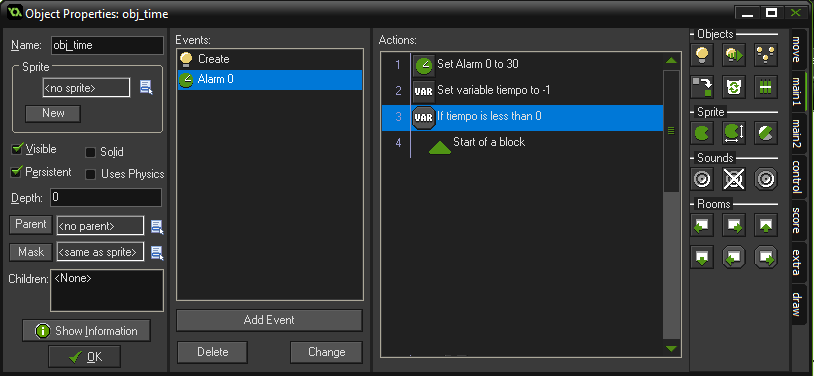 Object Properties: obj_time
Name: obj_time
Sprite
<no sprite>
New
Visible
Solid
Persistent
Uses Physics
Depth: 0
Parent <no parent>
Mask <same as sprite>
Children: <None>
Show Information
OK
Events:
Create
Alarm 0
Add Event
Delete
Change
Actions:
1 Set Alarm 0 to 30
2 VAR Set variable tiempo to -1
3 VAR If tiempo is less than 0
4 Start of a block
Objects
Sprite
Sounds
Rooms
move
main1
main2
control
score
extra
draw